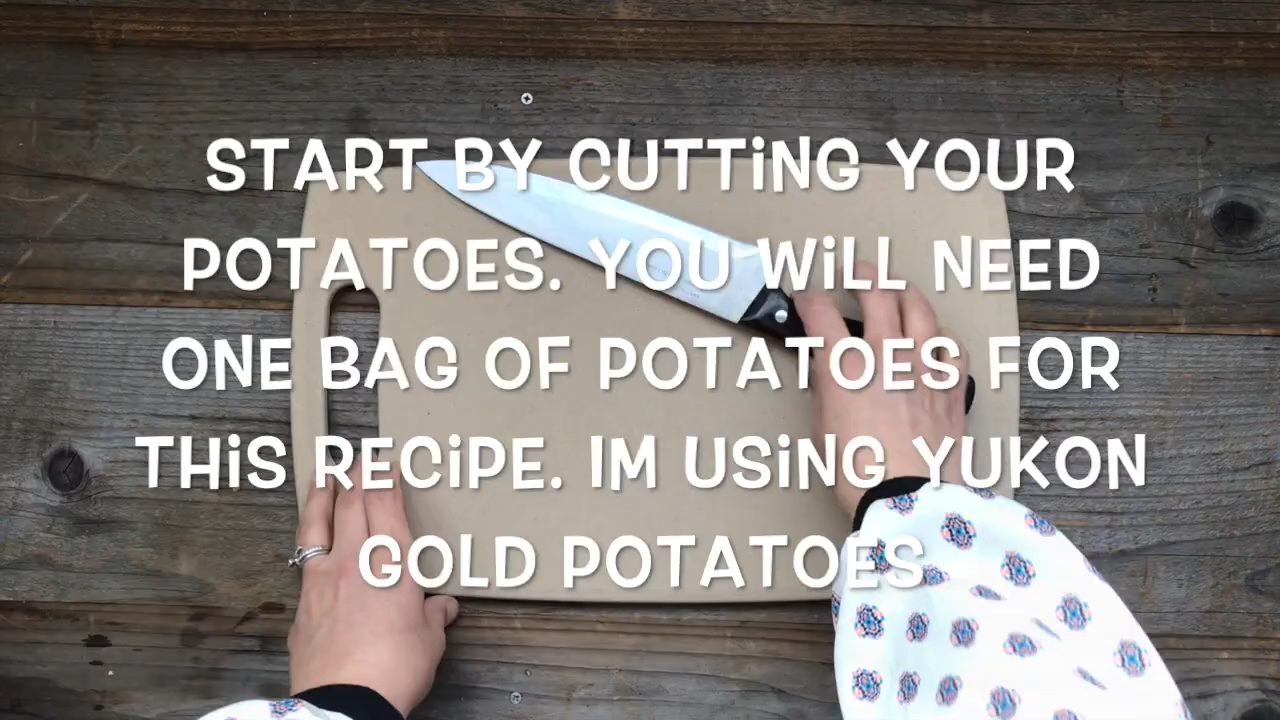 START BY CUTTiNG YOUR
POTATOES. YOU WiLL NEED
ONE BAG OF POTATOES FOR
THiS RECiPE. IM USiNG YUKON
GOLD POTATOES